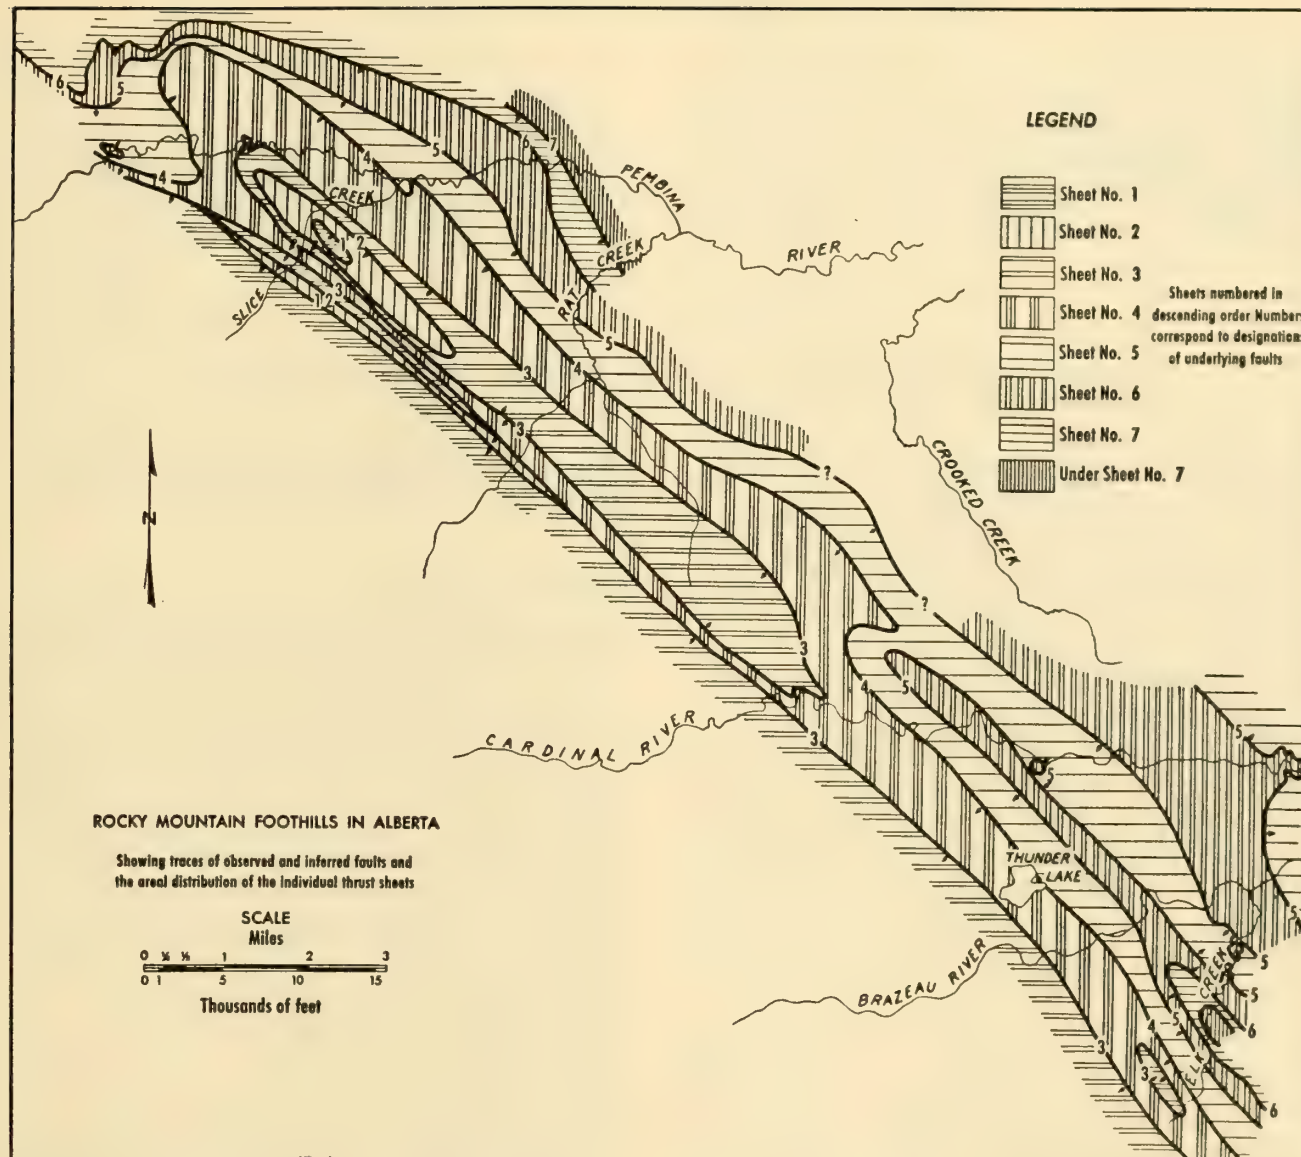 LEGEND
Sheet No. 1
Sheet No. 2
Sheet No. 3
Sheet No. 4
Sheet No. 5
Sheet No. 6
Sheet No. 7
Under Sheet No. 7
Sheets numbered in
descending order Number
correspond to designations
of underlying faults
6
5
4
5
4
6
7
PEMBINA
RIVER
CREEK
SLICE
1
2
3
1
2
RAT
CREEK
5
4
3
3
N
?
CROOKED CREEK
?
3
4
5
3
CARDINAL RIVER
5
5
THUNDER
LAKE
BRAZEAU RIVER
5
5
5
6
ELK CREEK
5
4
3
3
6
ROCKY MOUNTAIN FOOTHILLS IN ALBERTA
Showing traces of observed and inferred faults and
the areal distribution of the individual thrust sheets
SCALE
Miles
0 ¼ ½ 1 2 3
0 1 5 10 15
Thousands of feet